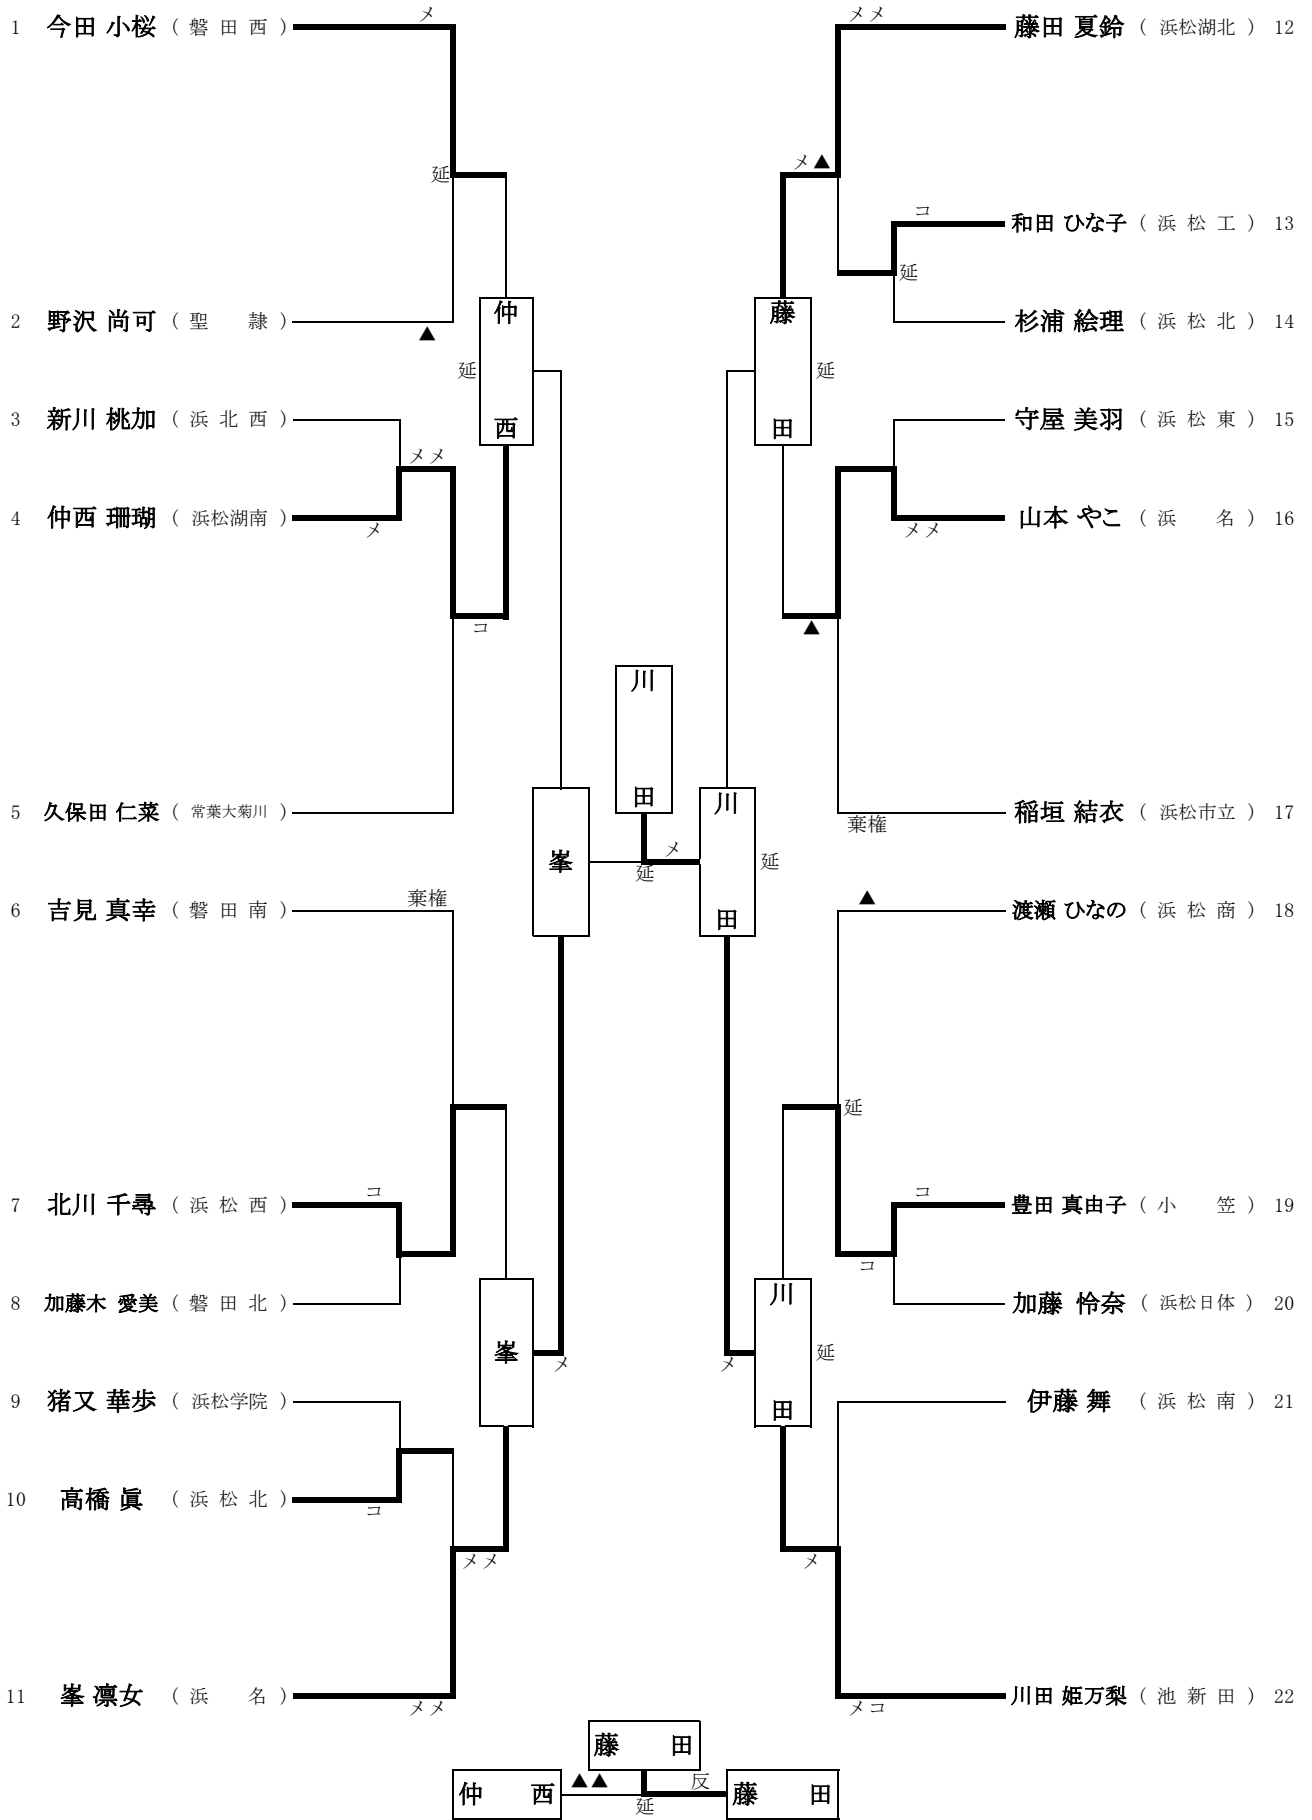 1 今田 小桜 （ 磐 田 西 ） メ
延
2 野沢 尚可 （ 聖 隷 ） ▲
3 新川 桃加 （ 浜 北 西 ）
メメ
4 仲西 珊瑚 （ 浜松湖南 ） メ
コ
5 久保田 仁菜 （ 常葉大菊川 ）
6 吉見 真幸 （ 磐 田 南 ） 棄権
7 北川 千尋 （ 浜 松 西 ） コ
8 加藤木 愛美 （ 磐 田 北 ）
9 猪又 華歩 （ 浜松学院 ）
10 高橋 眞 （ 浜 松 北 ） コ
メメ
11 峯 凛女 （ 浜 名 ） メメ
仲西
延
峯
メ
峯
川田
メ
延
川田
延
藤田
延
川田
延
メ
メメ 藤田 夏鈴 （ 浜松湖北 ） 12
メ▲
コ 和田 ひな子 （ 浜 松 工 ） 13
延
杉浦 絵理 （ 浜 松 北 ） 14
守屋 美羽 （ 浜 松 東 ） 15
山本 やこ （ 浜 名 ） 16
メメ
▲
稲垣 結衣 （ 浜松市立 ） 17
棄権
▲ 渡瀬 ひなの （ 浜 松 商 ） 18
延
コ 豊田 真由子 （ 小 笠 ） 19
コ
加藤 怜奈 （ 浜松日体 ） 20
伊藤 舞 （ 浜 松 南 ） 21
メ
川田 姫万梨 （ 池 新 田 ） 22
メコ
藤 田
仲 西 ▲▲ 延 反 藤 田